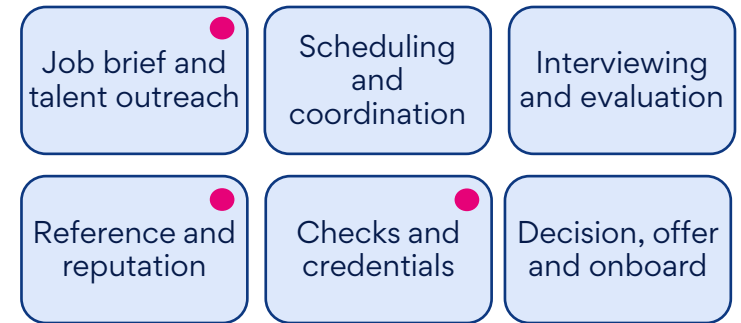 Job brief and
talent outreach
Scheduling
and
coordination
Interviewing
and evaluation
Reference and
reputation
Checks and
credentials
Decision, offer
and onboard